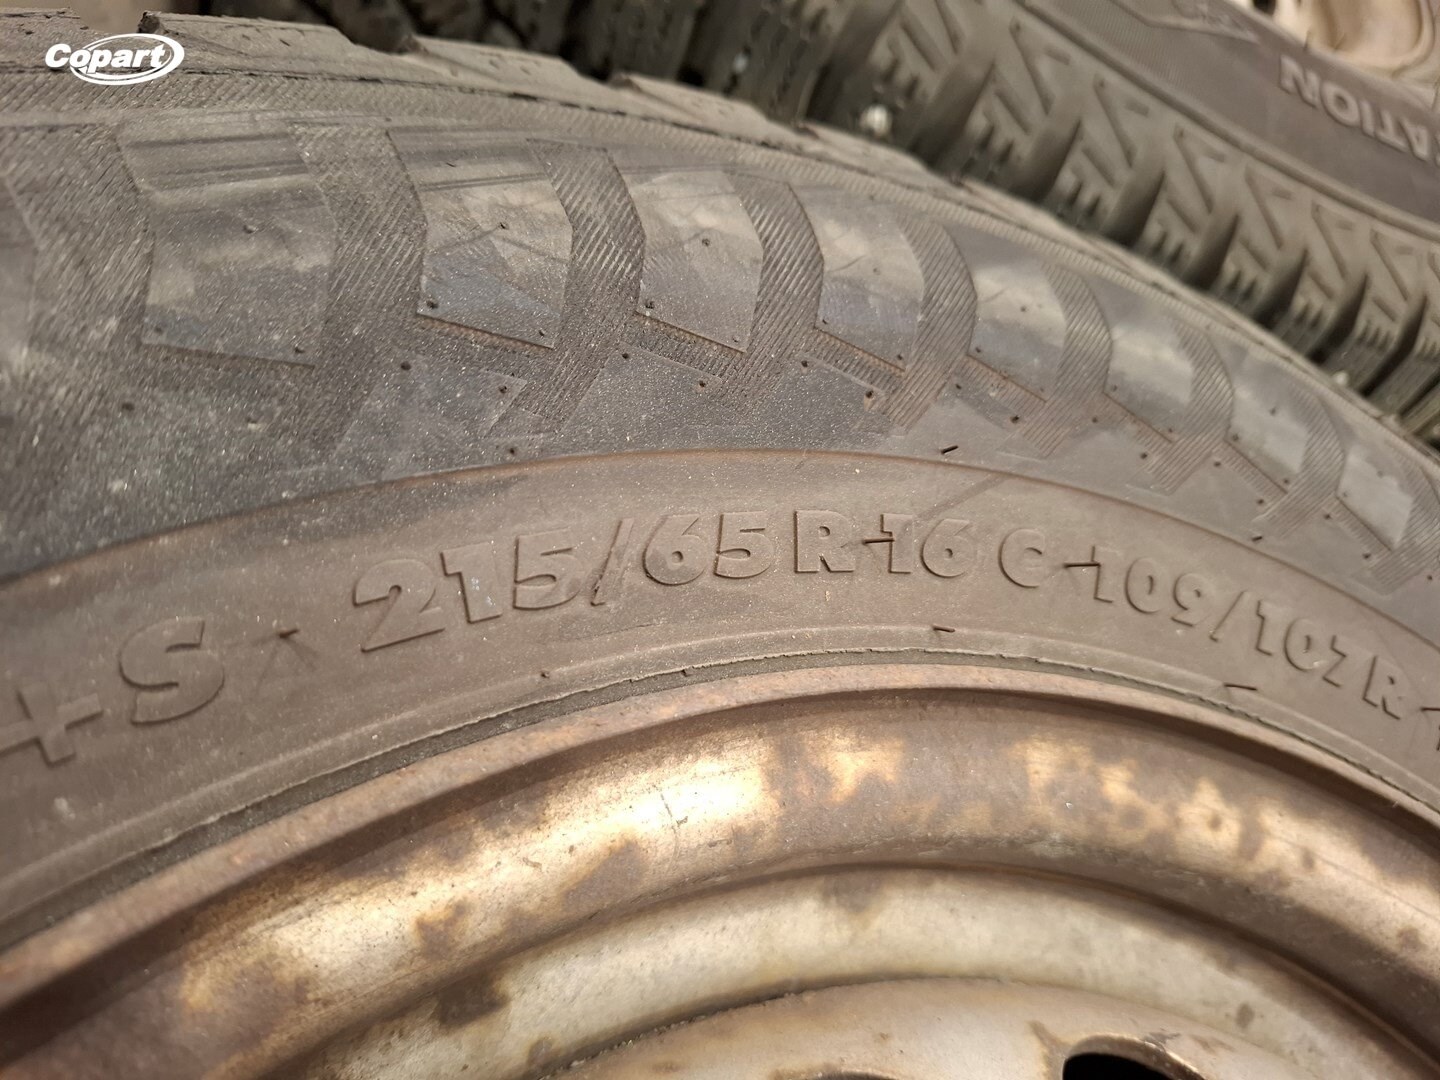 Copart
ATION
+S 215/65 R 16 C 109/107 R